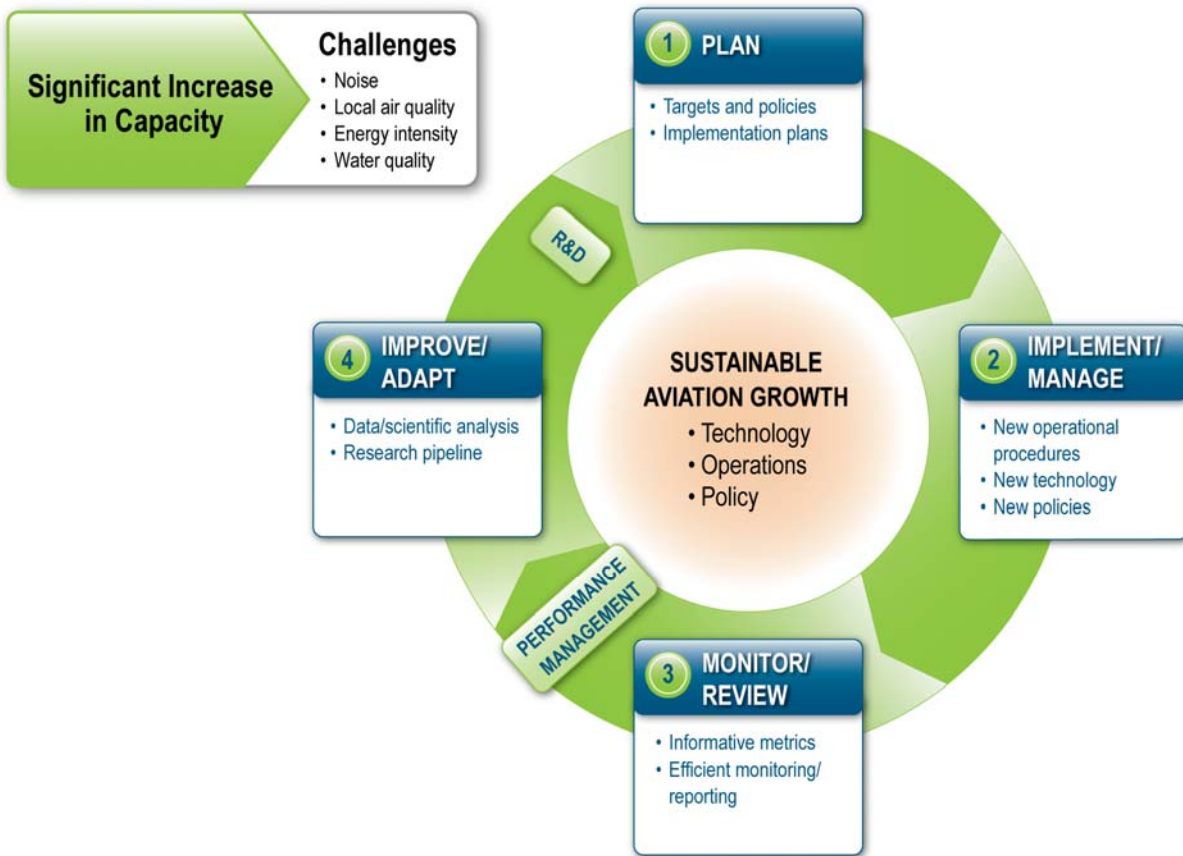 Significant Increase
in Capacity
Challenges
• Noise
• Local air quality
• Energy intensity
• Water quality
1 PLAN
• Targets and policies
• Implementation plans
R&D
4 IMPROVE/
ADAPT
• Data/scientific analysis
• Research pipeline
SUSTAINABLE
AVIATION GROWTH
• Technology
• Operations
• Policy
2 IMPLEMENT/
MANAGE
• New operational
procedures
• New technology
• New policies
PERFORMANCE
MANAGEMENT
3 MONITOR/
REVIEW
• Informative metrics
• Efficient monitoring/
reporting